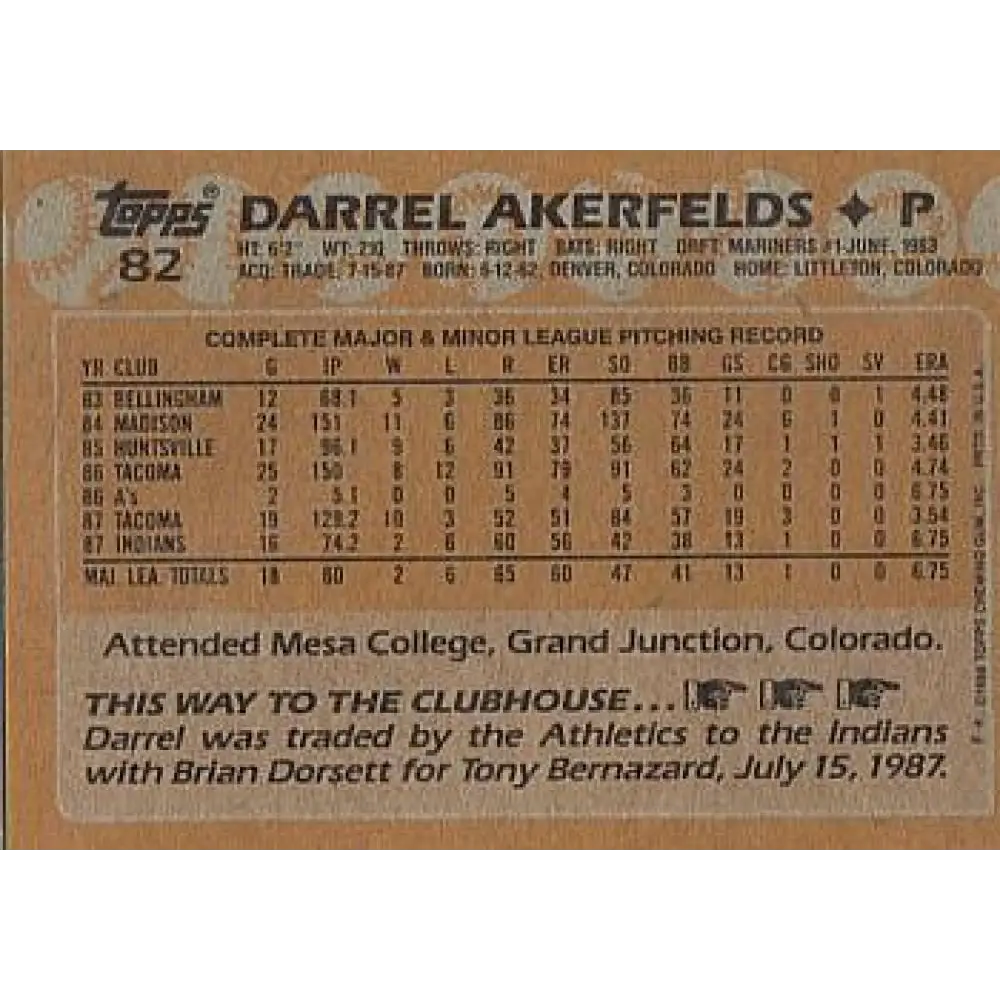 topps® DARREL AKERFELDS ✦ P
82
HT: 6'2" WT: 210 THROWS: RIGHT BATS: RIGHT DRFT: MARINERS #1-JUNE, 1983
ACQ: TRADE, 7-15-87 BORN: 6-12-62, DENVER, COLORADO HOME: LITTLETON, COLORADO
COMPLETE MAJOR & MINOR LEAGUE PITCHING RECORD
YR CLUB G IP W L R ER SO BB GS CG SHO SV ERA
83 BELLINGHAM 12 68.1 5 3 36 34 85 36 11 0 0 1 4.48
84 MADISON 24 151 11 6 86 74 137 74 24 6 1 0 4.41
85 HUNTSVILLE 17 96.1 9 6 42 37 56 64 17 1 1 1 3.46
86 TACOMA 25 150 8 12 91 79 91 62 24 2 0 0 4.74
86 A's 2 5.1 0 0 5 4 5 3 0 0 0 0 6.75
87 TACOMA 19 129.2 10 3 52 51 84 57 19 3 0 0 3.54
87 INDIANS 16 74.2 2 6 60 56 42 38 13 1 0 0 6.75
MAJ. LEA. TOTALS 18 80 2 6 65 60 47 41 13 1 0 0 6.75
Attended Mesa College, Grand Junction, Colorado.
THIS WAY TO THE CLUBHOUSE...
Darrel was traded by the Athletics to the Indians
with Brian Dorsett for Tony Bernazard, July 15, 1987.
©1988 TOPPS CHEWING GUM, INC. PRTD. IN U.S.A.